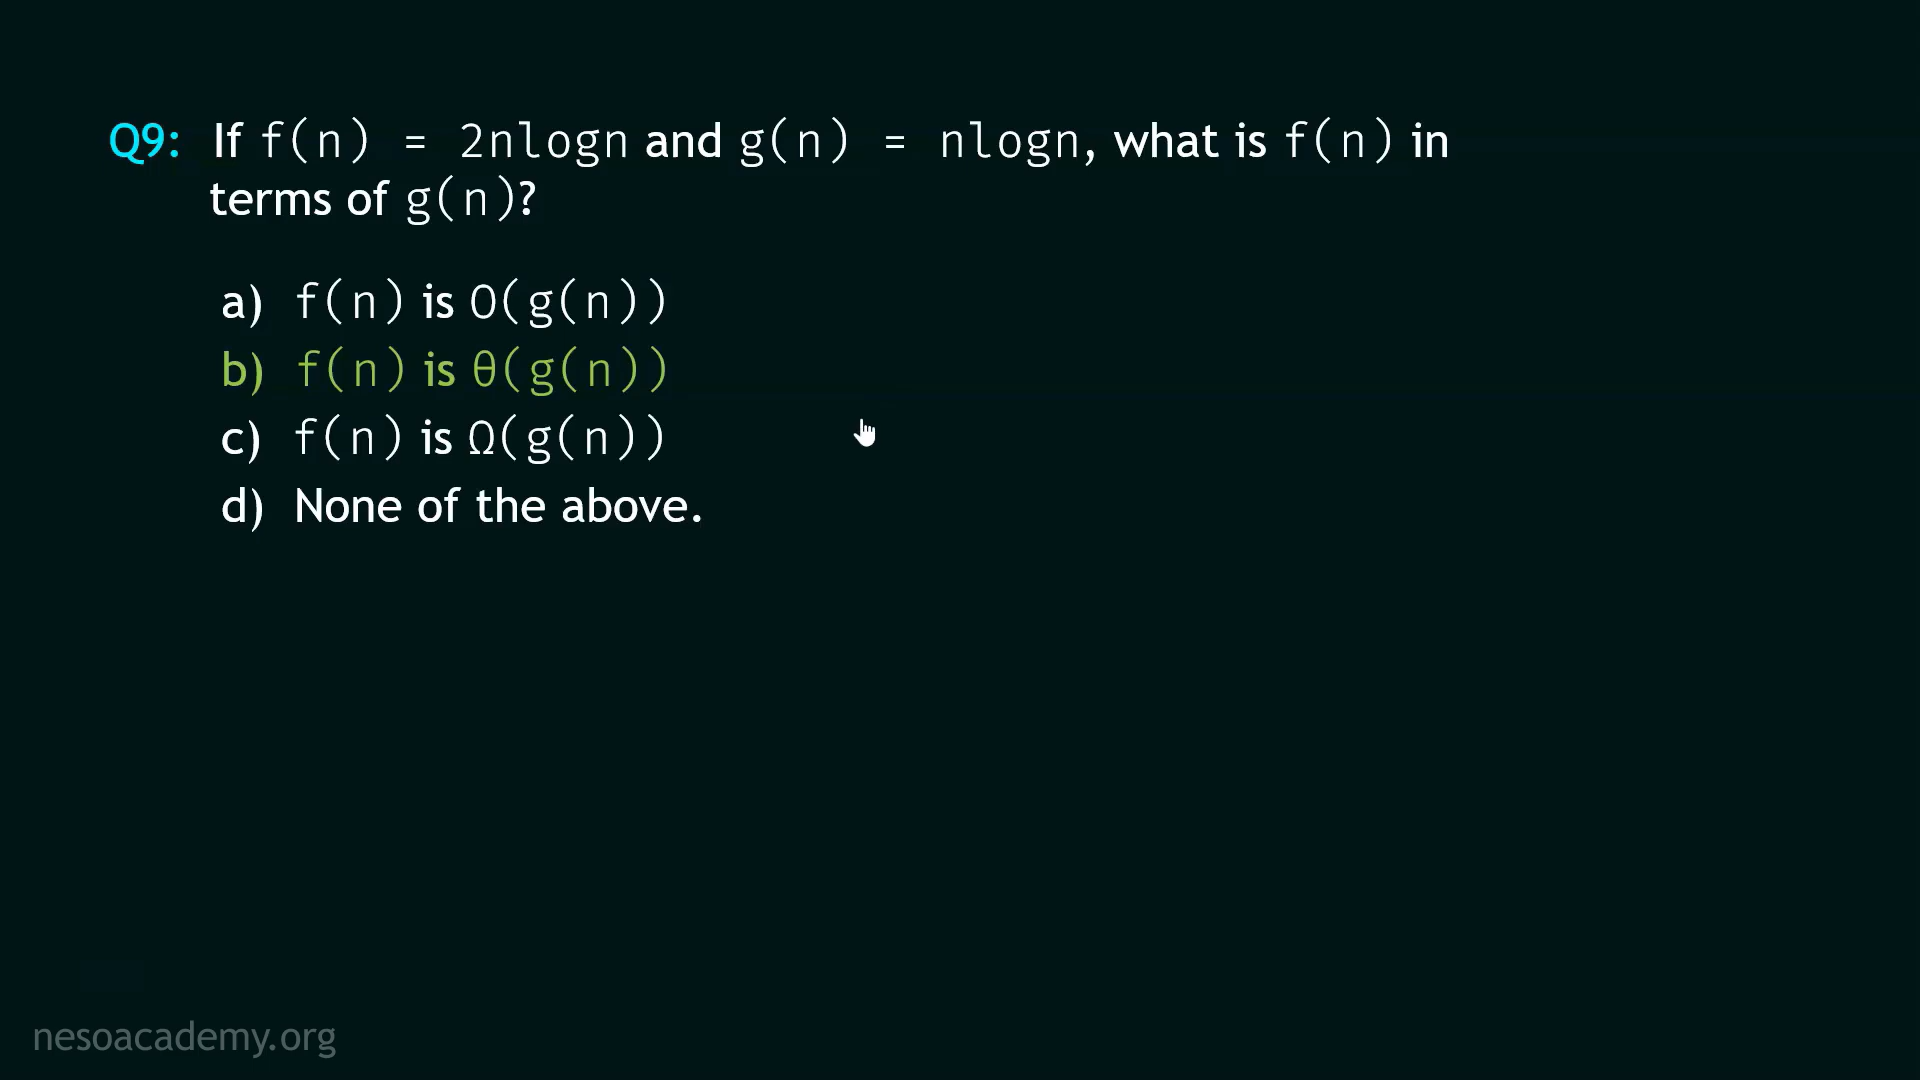 Q9: If f(n) = 2nlogn and g(n) = nlogn, what is f(n) in
terms of g(n)?
a) f(n) is O(g(n))
b) f(n) is θ(g(n))
c) f(n) is Ω(g(n))
d) None of the above.
nesoacademy.org